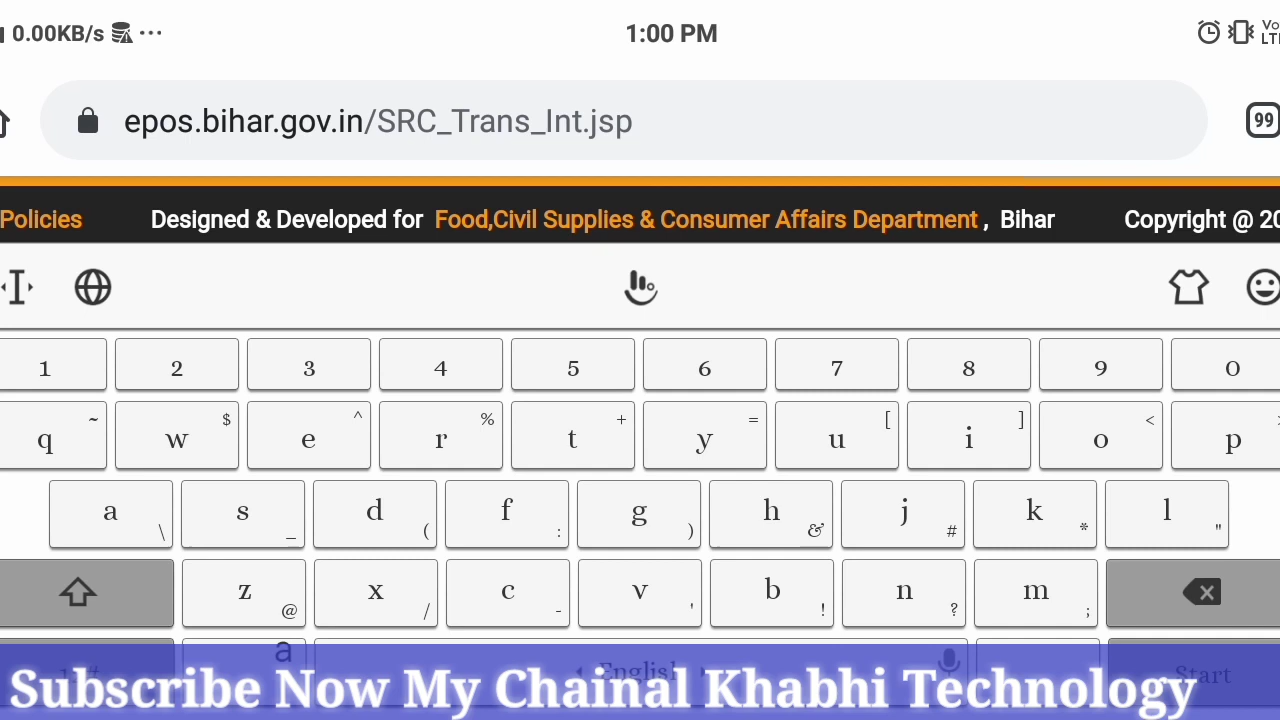 0.00KB/s ... 1:00 PM
epos.bihar.gov.in/SRC_Trans_Int.jsp 99
Policies Designed & Developed for Food,Civil Supplies & Consumer Affairs Department , Bihar Copyright @ 20
1 2 3 4 5 6 7 8 9 0
q ~ w $ e ^ r % t + y = u [ i ] o < p
a \ s _ d ( f : g ) h & j # k * l "
z @ x / c - v ' b ! n ? m ;
a English Start
Subscribe Now My Chainal Khabhi Technology